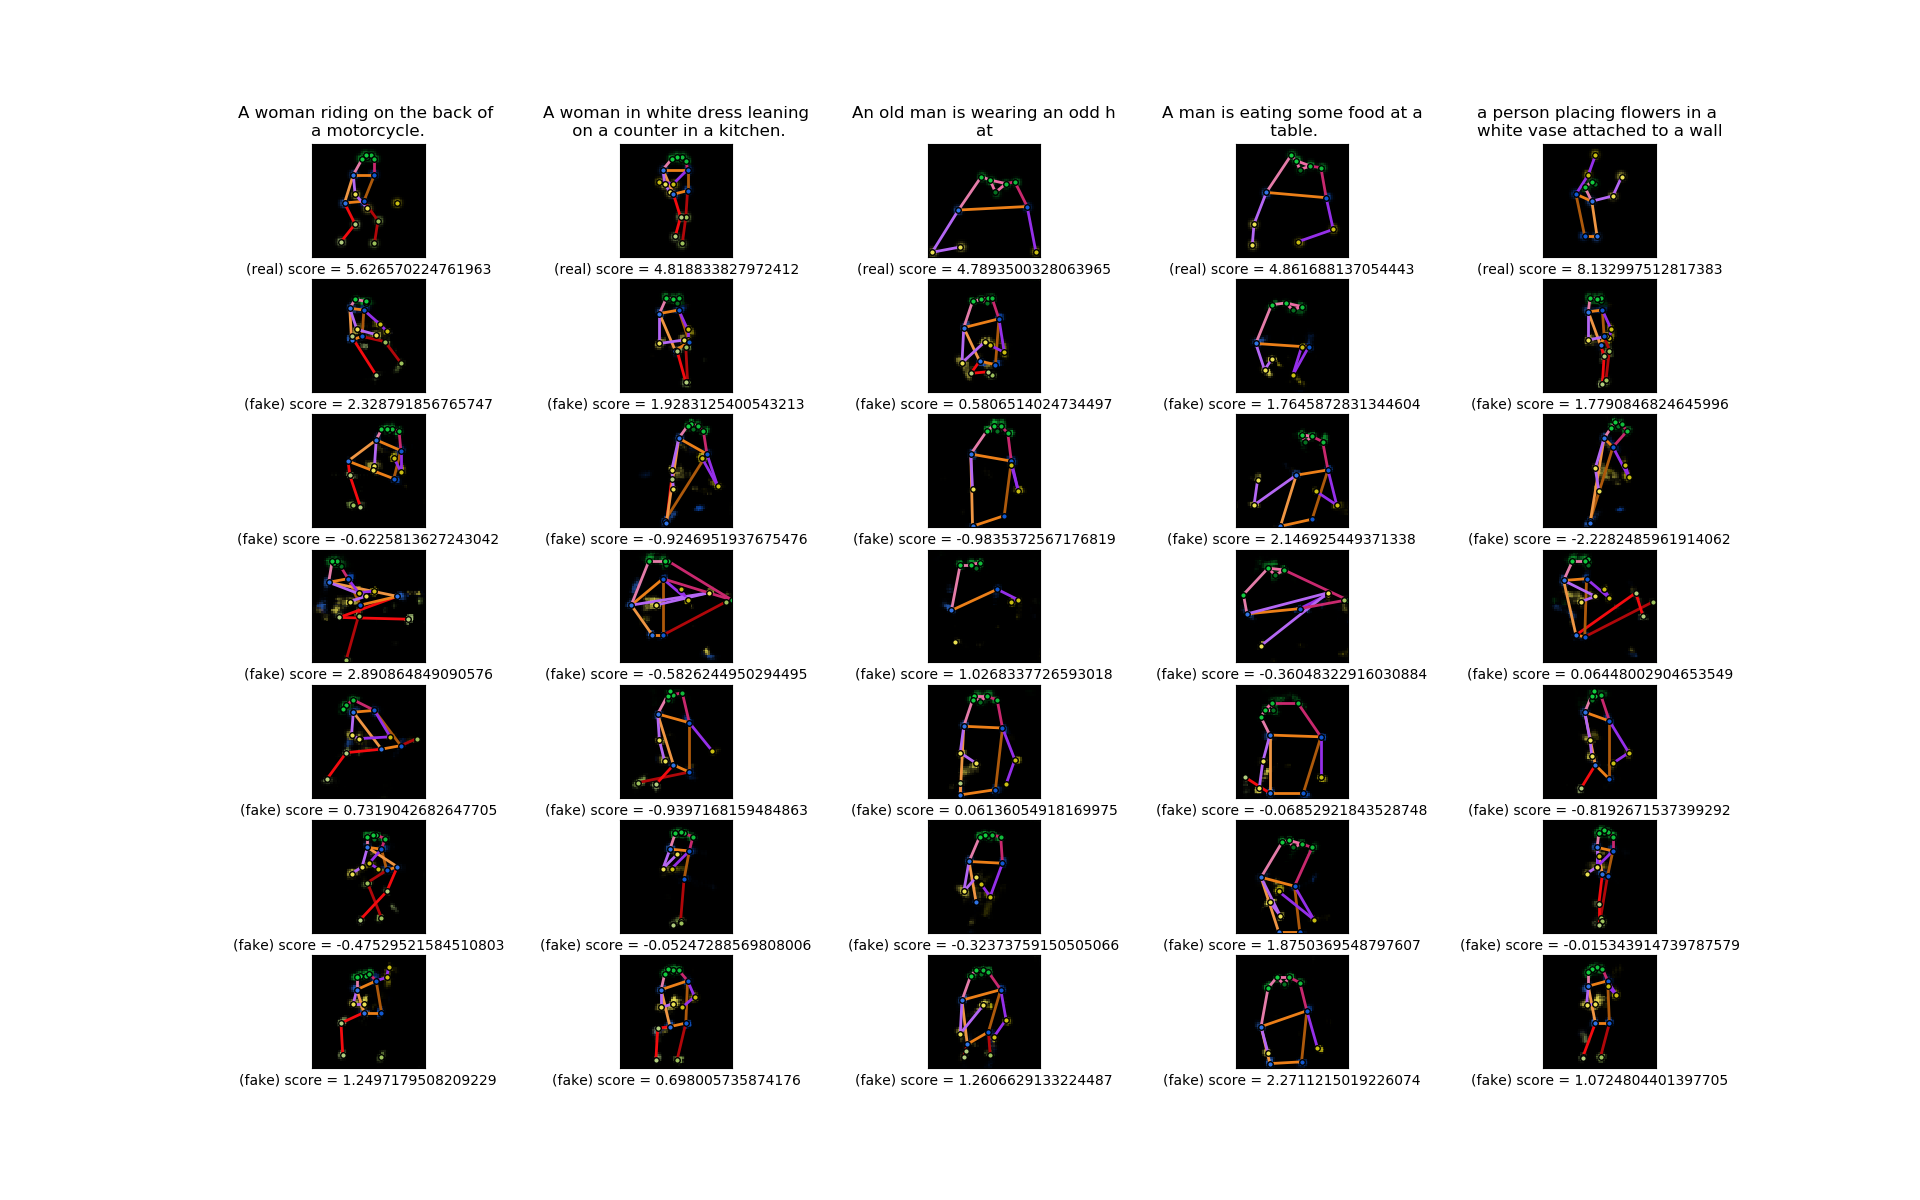 A woman riding on the back of
a motorcycle.
A woman in white dress leaning
on a counter in a kitchen.
An old man is wearing an odd h
at
A man is eating some food at a
table.
a person placing flowers in a
white vase attached to a wall
(real) score = 5.626570224761963
(real) score = 4.818833827972412
(real) score = 4.7893500328063965
(real) score = 4.861688137054443
(real) score = 8.132997512817383
(fake) score = 2.328791856765747
(fake) score = 1.9283125400543213
(fake) score = 0.5806514024734497
(fake) score = 1.7645872831344604
(fake) score = 1.7790846824645996
(fake) score = -0.6225813627243042
(fake) score = -0.9246951937675476
(fake) score = -0.9835372567176819
(fake) score = 2.146925449371338
(fake) score = -2.2282485961914062
(fake) score = 2.890864849090576
(fake) score = -0.5826244950294495
(fake) score = 1.0268337726593018
(fake) score = -0.36048322916030884
(fake) score = 0.06448002904653549
(fake) score = 0.7319042682647705
(fake) score = -0.9397168159484863
(fake) score = 0.06136054918169975
(fake) score = -0.06852921843528748
(fake) score = -0.8192671537399292
(fake) score = -0.47529521584510803
(fake) score = -0.05247288569808006
(fake) score = -0.32373759150505066
(fake) score = 1.8750369548797607
(fake) score = -0.015343914739787579
(fake) score = 1.2497179508209229
(fake) score = 0.698005735874176
(fake) score = 1.2606629133224487
(fake) score = 2.2711215019226074
(fake) score = 1.0724804401397705